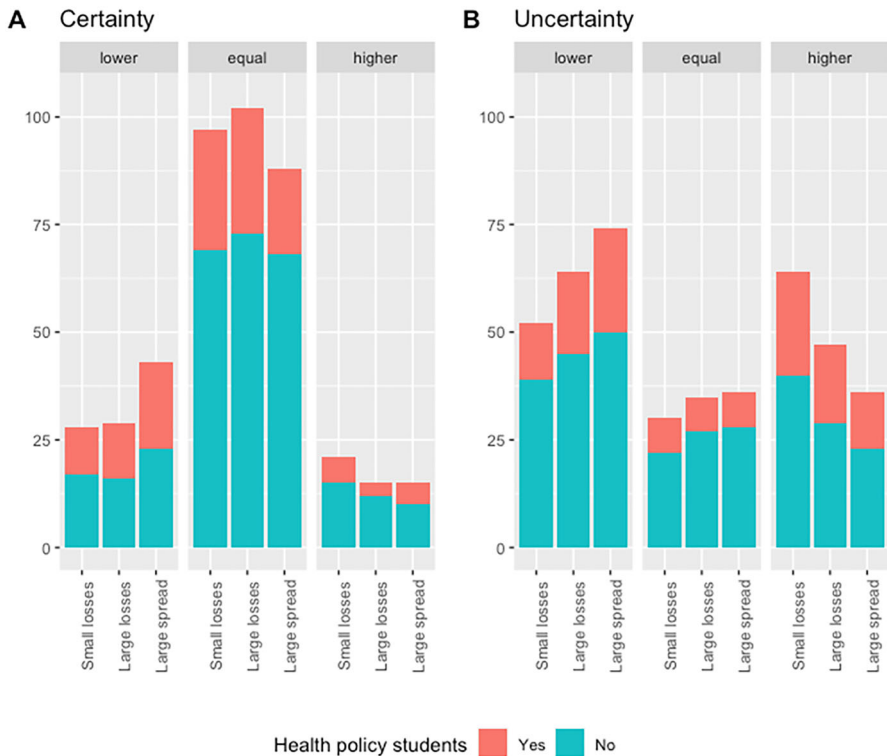 A Certainty
lower equal higher
100
75
50
25
0
Small losses
Large losses
Large spread
Small losses
Large losses
Large spread
Small losses
Large losses
Large spread
B Uncertainty
lower equal higher
100
75
50
25
0
Small losses
Large losses
Large spread
Small losses
Large losses
Large spread
Small losses
Large losses
Large spread
Health policy students Yes No